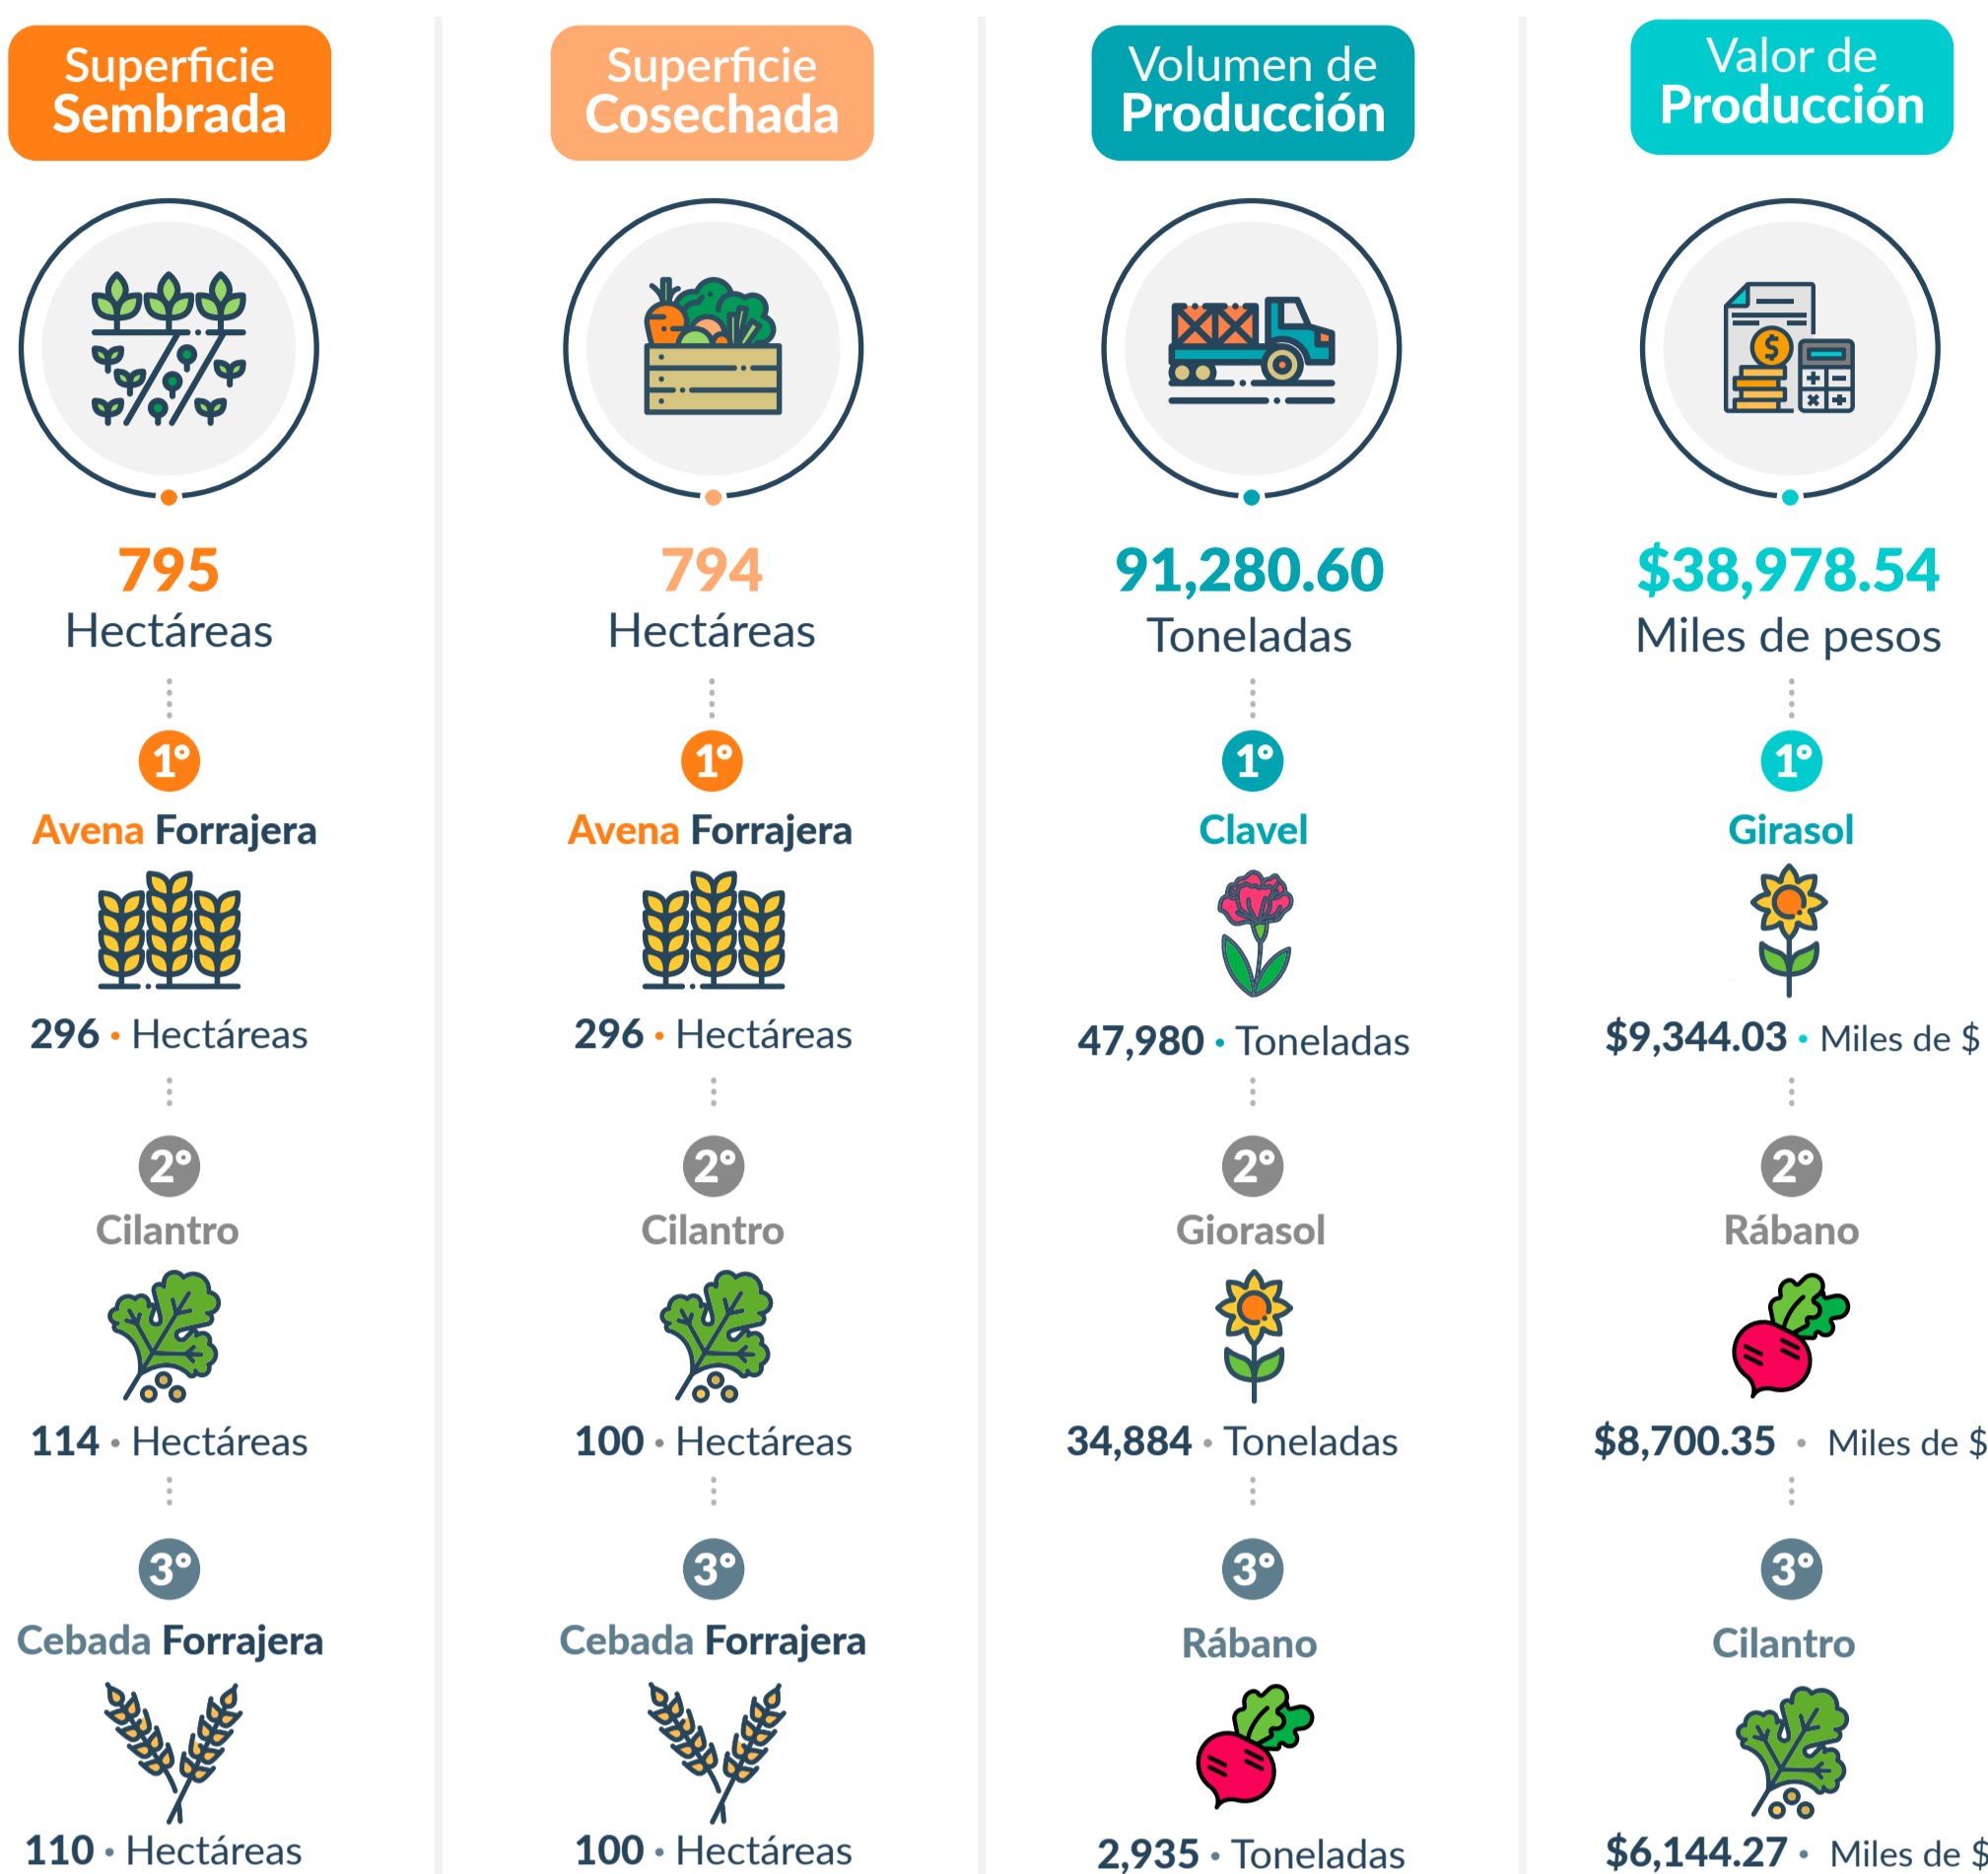 Superficie
Sembrada
795
Hectáreas
1°
Avena Forrajera
296 • Hectáreas
2°
Cilantro
114 • Hectáreas
3°
Cebada Forrajera
110 • Hectáreas
Superficie
Cosechada
794
Hectáreas
1°
Avena Forrajera
296 • Hectáreas
2°
Cilantro
100 • Hectáreas
3°
Cebada Forrajera
100 • Hectáreas
Volumen de
Producción
91,280.60
Toneladas
1°
Clavel
47,980 • Toneladas
2°
Giorasol
34,884 • Toneladas
3°
Rábano
2,935 • Toneladas
Valor de
Producción
$38,978.54
Miles de pesos
1°
Girasol
$9,344.03 • Miles de $
2°
Rábano
$8,700.35 • Miles de $
3°
Cilantro
$6,144.27 • Miles de $